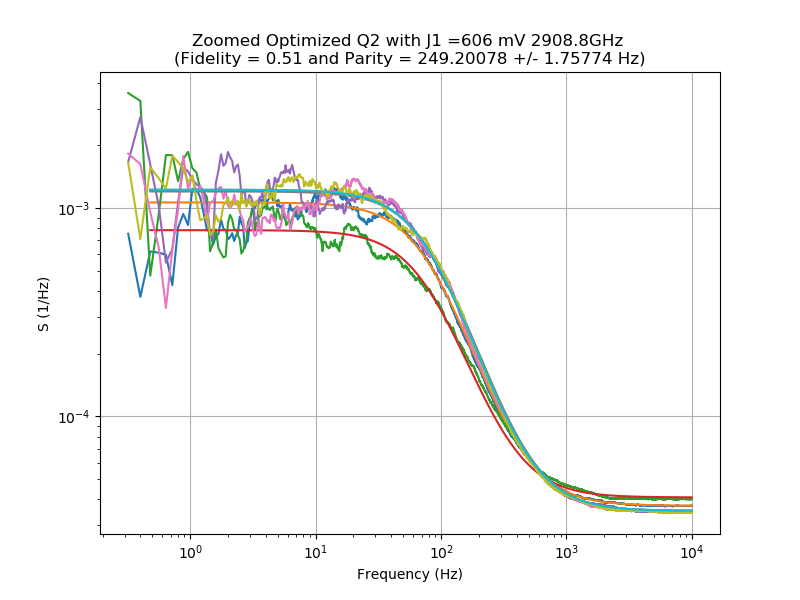 Zoomed Optimized Q2 with J1 =606 mV 2908.8GHz
(Fidelity = 0.51 and Parity = 249.20078 +/- 1.75774 Hz)
S (1/Hz)
10⁻³
10⁻⁴
10⁰ 10¹ 10² 10³ 10⁴
Frequency (Hz)